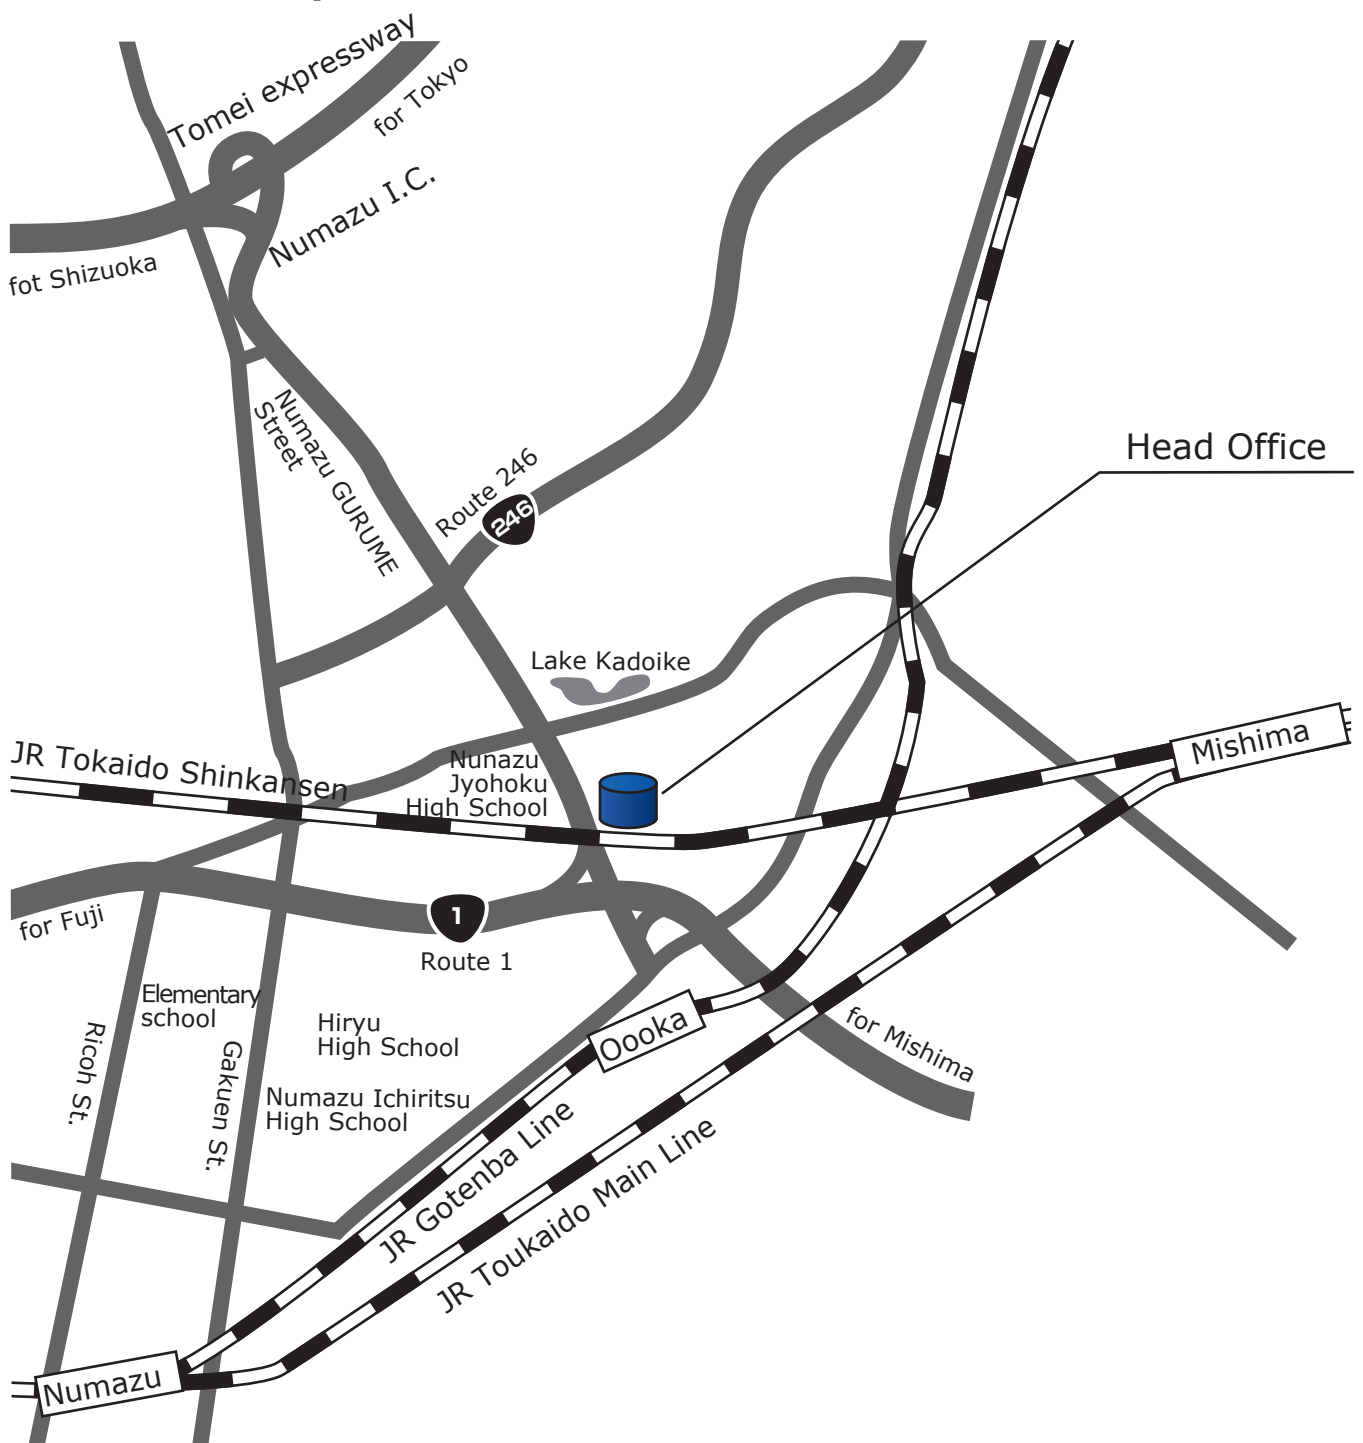 Tomei expressway
for Tokyo
Numazu I.C.
fot Shizuoka
Numazu GURUME
Street
Route 246
246
Head Office
Lake Kadoike
JR Tokaido Shinkansen
Nunazu
Jyohoku
High School
Mishima
for Fuji
1
Route 1
Elementary
school
Hiryu
High School
Oooka
for Mishima
Ricoh St.
Gakuen St.
Numazu Ichiritsu
High School
JR Gotenba Line
JR Toukaido Main Line
Numazu